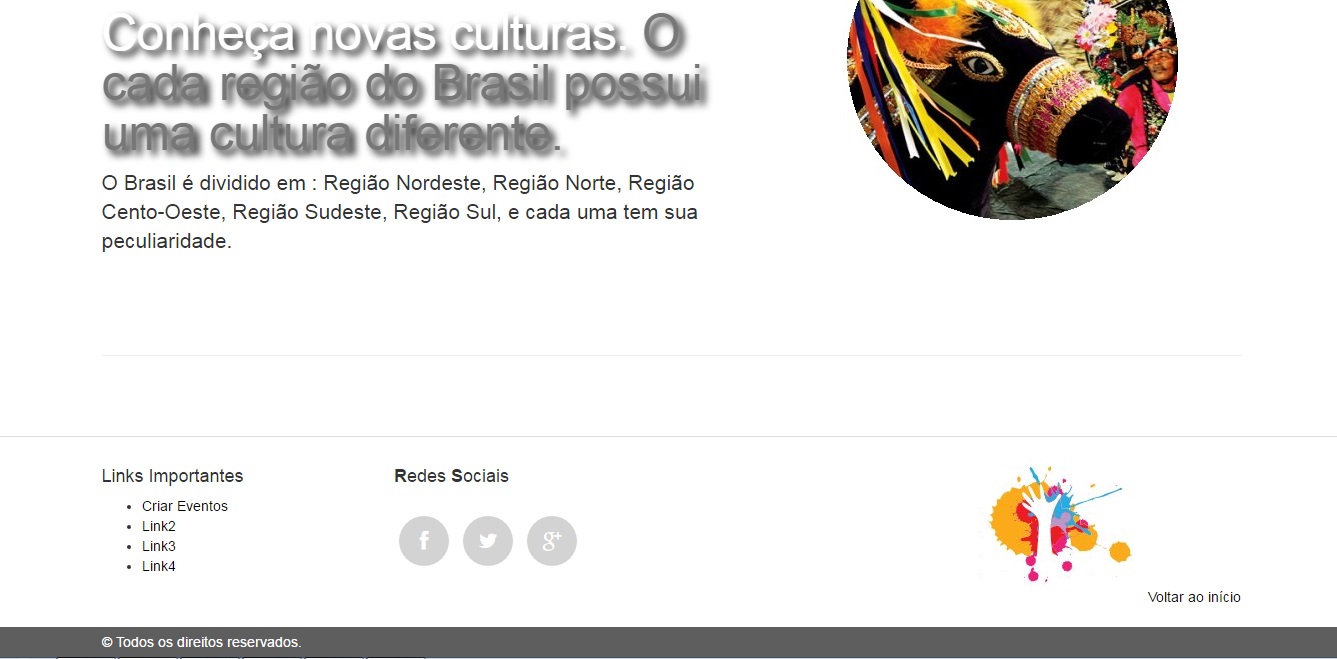 Conheça novas culturas. O
cada região do Brasil possui
uma cultura diferente.
O Brasil é dividido em : Região Nordeste, Região Norte, Região
Cento-Oeste, Região Sudeste, Região Sul, e cada uma tem sua
peculiaridade.
Links Importantes
Criar Eventos
Link2
Link3
Link4
Redes Sociais
f
g+
Voltar ao início
© Todos os direitos reservados.